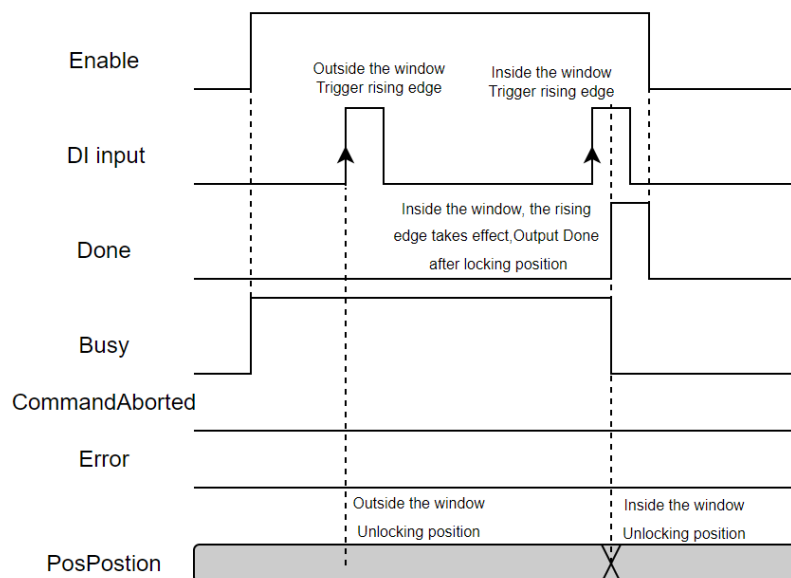 Enable
Outside the window
Trigger rising edge
Inside the window
Trigger rising edge
DI input
Inside the window, the rising
edge takes effect,Output Done
after locking position
Done
Busy
CommandAborted
Error
Outside the window
Unlocking position
Inside the window
Unlocking position
PosPostion